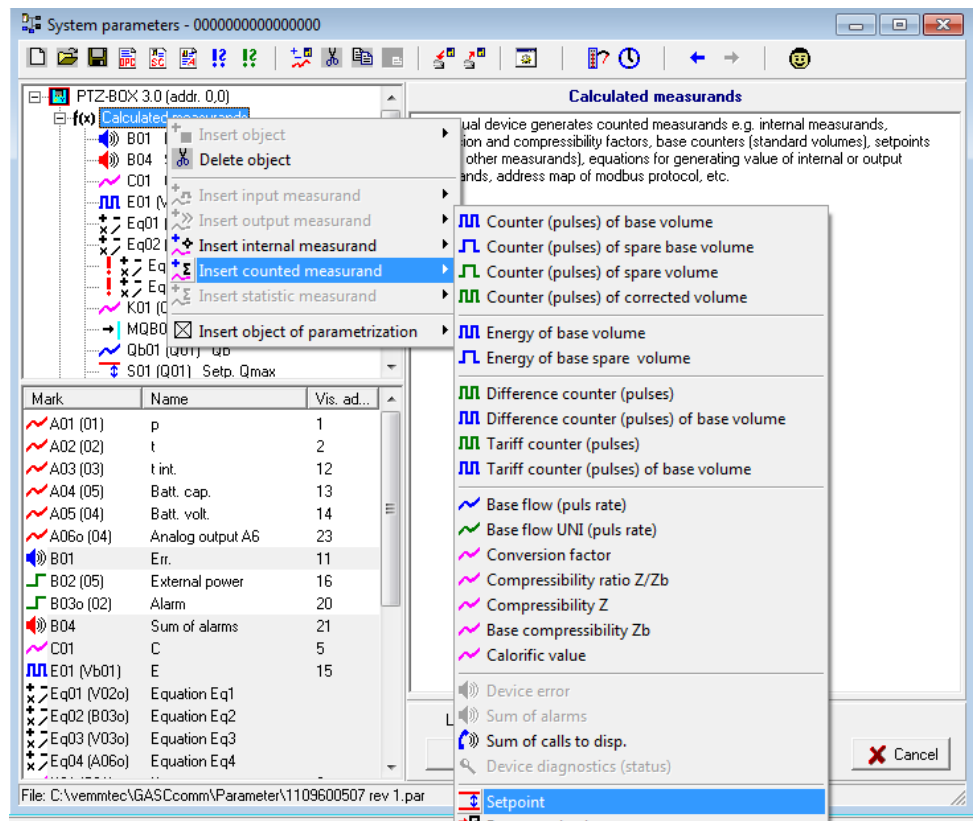 System parameters - 0000000000000000
PTZ-BOX 3.0 (addr. 0,0)
f(x) Calculated measurands
B01
B04
C01
E01 (V
Eq01
Eq02
Eq
Eq
K01 (C
MQB0
Qb01 (Q01) Qb
S01 (Q01) Setp. Qmax
Insert object
Delete object
Insert input measurand
Insert output measurand
Insert internal measurand
Insert counted measurand
Insert statistic measurand
Insert object of parametrization
Calculated measurands
ual device generates counted measurands e.g. internal measurands,
ion and compressibility factors, base counters (standard volumes), setpoints
other measurands), equations for generating value of internal or output
ands, address map of modbus protocol, etc.
Counter (pulses) of base volume
Counter (pulses) of spare base volume
Counter (pulses) of spare volume
Counter (pulses) of corrected volume
Energy of base volume
Energy of base spare volume
Difference counter (pulses)
Difference counter (pulses) of base volume
Tariff counter (pulses)
Tariff counter (pulses) of base volume
Base flow (puls rate)
Base flow UNI (puls rate)
Conversion factor
Compressibility ratio Z/Zb
Compressibility Z
Base compressibility Zb
Calorific value
Device error
Sum of alarms
Sum of calls to disp.
Device diagnostics (status)
Setpoint
Mark Name Vis. ad...
A01 (01) p 1
A02 (02) t 2
A03 (03) t int. 12
A04 (05) Batt. cap. 13
A05 (04) Batt. volt. 14
A06o (04) Analog output A6 23
B01 Err. 11
B02 (05) External power 16
B03o (02) Alarm 20
B04 Sum of alarms 21
C01 C 5
E01 (Vb01) E 15
Eq01 (V02o) Equation Eq1
Eq02 (B03o) Equation Eq2
Eq03 (V03o) Equation Eq3
Eq04 (A06o) Equation Eq4
L
Cancel
File: C:\vemmtec\GASCcomm\Parameter\1109600507 rev 1.par